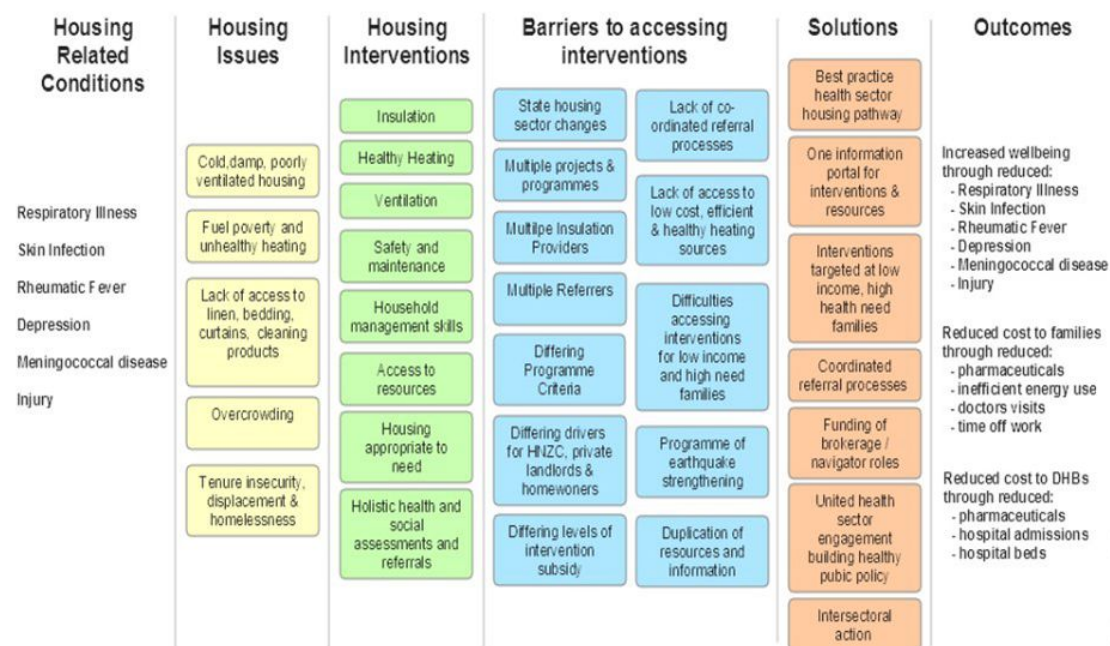 Housing
Related
Conditions
Respiratory Illness
Skin Infection
Rheumatic Fever
Depression
Meningococcal disease
Injury
Housing
Issues
Cold,damp, poorly
ventilated housing
Fuel poverty and
unhealthy heating
Lack of access to
linen, bedding,
curtains, cleaning
products
Overcrowding
Tenure insecurity,
displacement &
homelessness
Housing
Interventions
Insulation
Healthy Heating
Ventilation
Safety and
maintenance
Household
management skills
Access to
resources
Housing
appropriate to
need
Holistic health and
social
assessments and
referrals
Barriers to accessing
interventions
State housing
sector changes
Multiple projects &
programmes
Multilpe Insulation
Providers
Multiple Referrers
Differing
Programme
Criteria
Differing drivers
for HNZC, private
landlords &
homewoners
Differing levels of
intervention
subsidy
Lack of co-
ordinated referral
processes
Lack of access to
low cost, efficient
& healthy heating
sources
Difficulties
accessing
interventions
for low income
and high need
families
Programme of
earthquake
strengthening
Duplication of
resources and
information
Solutions
Best practice
health sector
housing pathway
One information
portal for
interventions &
resources
Interventions
targeted at low
income, high
health need
families
Coordinated
referral processes
Funding of
brokerage /
navigator roles
United health
sector
engagement
building healthy
pubic policy
Intersectoral
action
Outcomes
Increased wellbeing
through reduced:
- Respiratory Illness
- Skin Infection
- Rheumatic Fever
- Depression
- Meningococcal disease
- Injury
Reduced cost to families
through reduced:
- pharmaceuticals
- inefficient energy use
- doctors visits
- time off work
Reduced cost to DHBs
through reduced:
- pharmaceuticals
- hospital admissions
- hospital beds